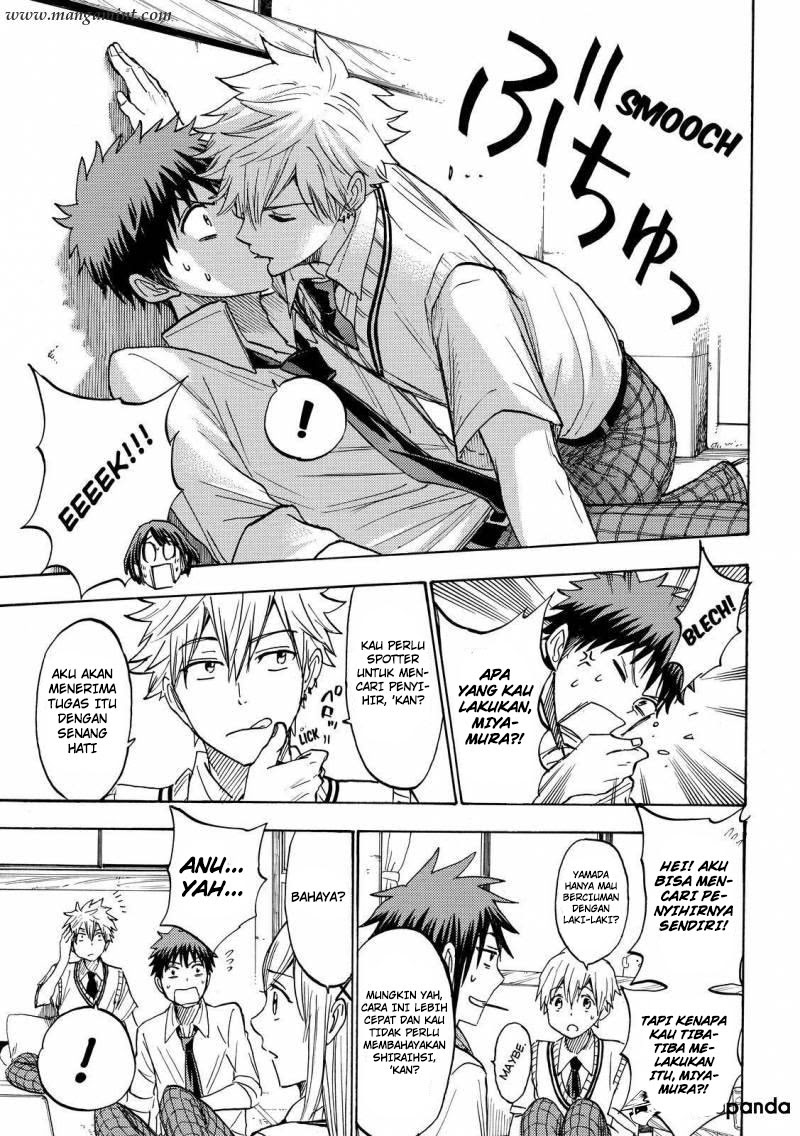 www.mangamint.com
ぶちゅっ
SMOOCH
!
EEEEK!!!
BLECH!
APA
YANG KAU
LAKUKAN,
MIYA-
MURA?!
KAU PERLU
SPOTTER
UNTUK MEN-
CARI PENYI-
HIR, 'KAN?
ペロッ
LICK
AKU AKAN
MENERIMA
TUGAS ITU
DENGAN
SENANG
HATI
HEI! AKU
BISA MEN-
CARI PE-
NYIHIRNYA
SENDIRI!
TAPI KENAPA
KAU TIBA-
TIBA ME-
LAKUKAN
ITU, MIYA-
MURA?!
YAMADA
HANYA MAU
BERCIUMAN
DENGAN
LAKI-LAKI?
MAYBE.
MUNGKIN YAH,
CARA INI LEBIH
CEPAT DAN KAU
TIDAK PERLU
MEMBAHAYAKAN
SHIRAIHSI,
'KAN?
BAHAYA?
ANU...
YAH...
!
panda